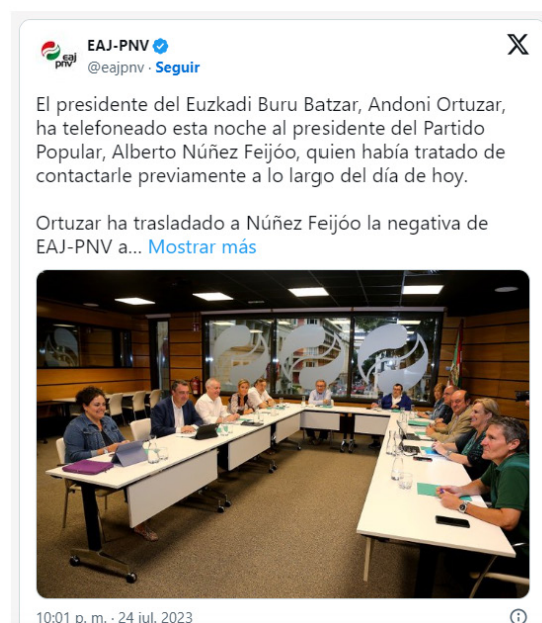 EAJ-PNV
eaj
pnv
@eajpnv · Seguir
El presidente del Euzkadi Buru Batzar, Andoni Ortuzar,
ha telefoneado esta noche al presidente del Partido
Popular, Alberto Núñez Feijóo, quien había tratado de
contactarle previamente a lo largo del día de hoy.
Ortuzar ha trasladado a Núñez Feijóo la negativa de
EAJ-PNV a... Mostrar más
10:01 p. m. · 24 jul. 2023